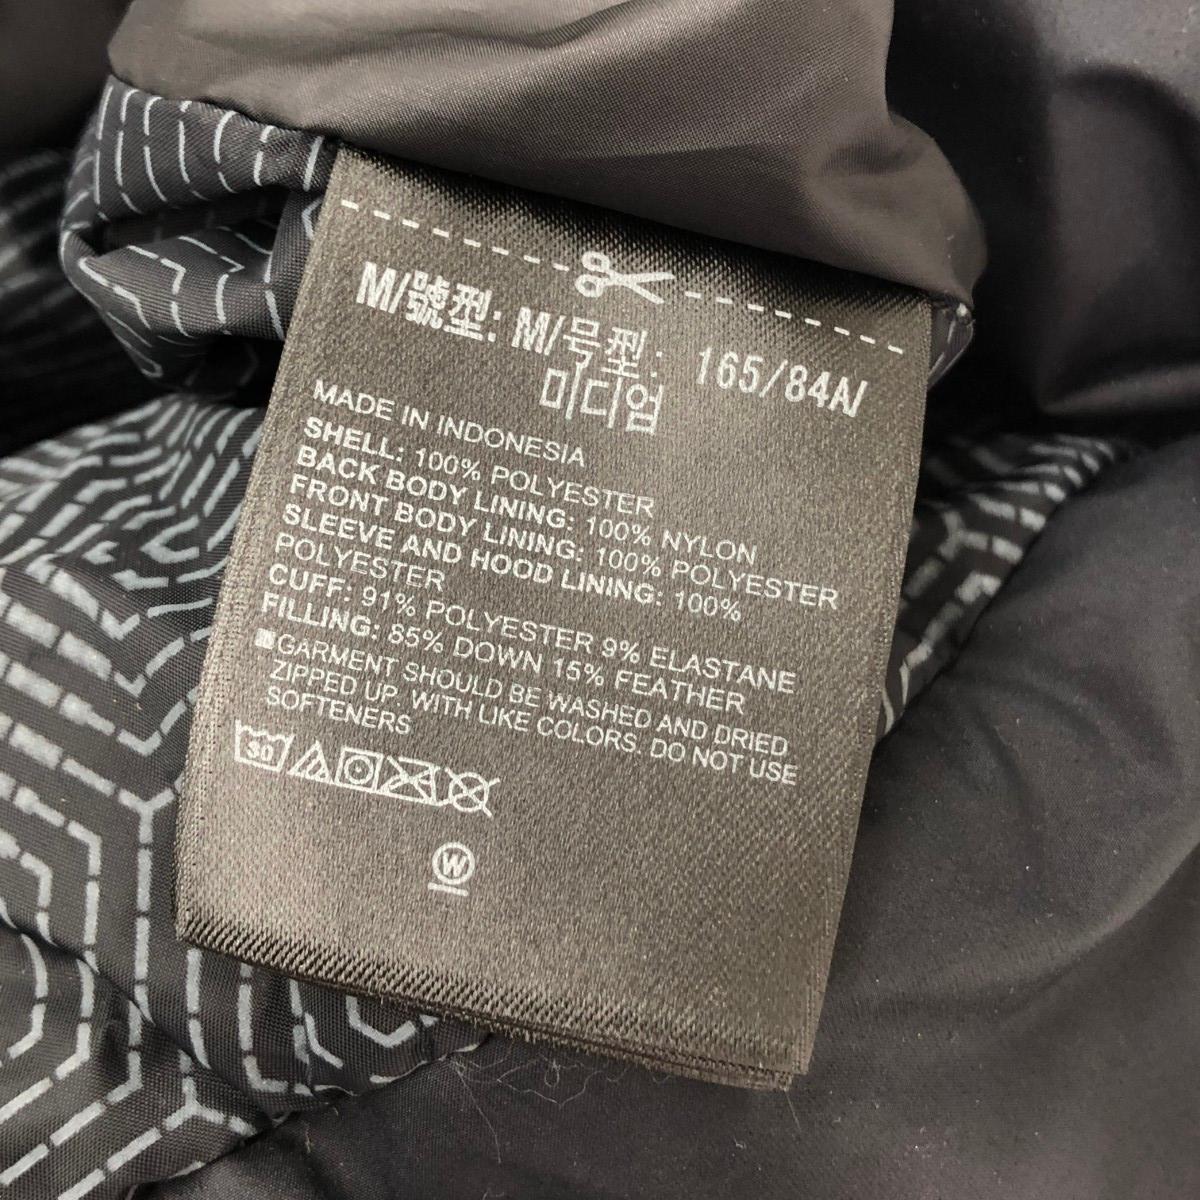 M/號型: M/号型: 165/84A/
미디엄
MADE IN INDONESIA
SHELL: 100% POLYESTER
BACK BODY LINING: 100% NYLON
FRONT BODY LINING: 100% POLYESTER
SLEEVE AND HOOD LINING: 100%
POLYESTER
CUFF: 91% POLYESTER 9% ELASTANE
FILLING: 85% DOWN 15% FEATHER
■GARMENT SHOULD BE WASHED AND DRIED
ZIPPED UP. WITH LIKE COLORS. DO NOT USE
SOFTENERS
30
W